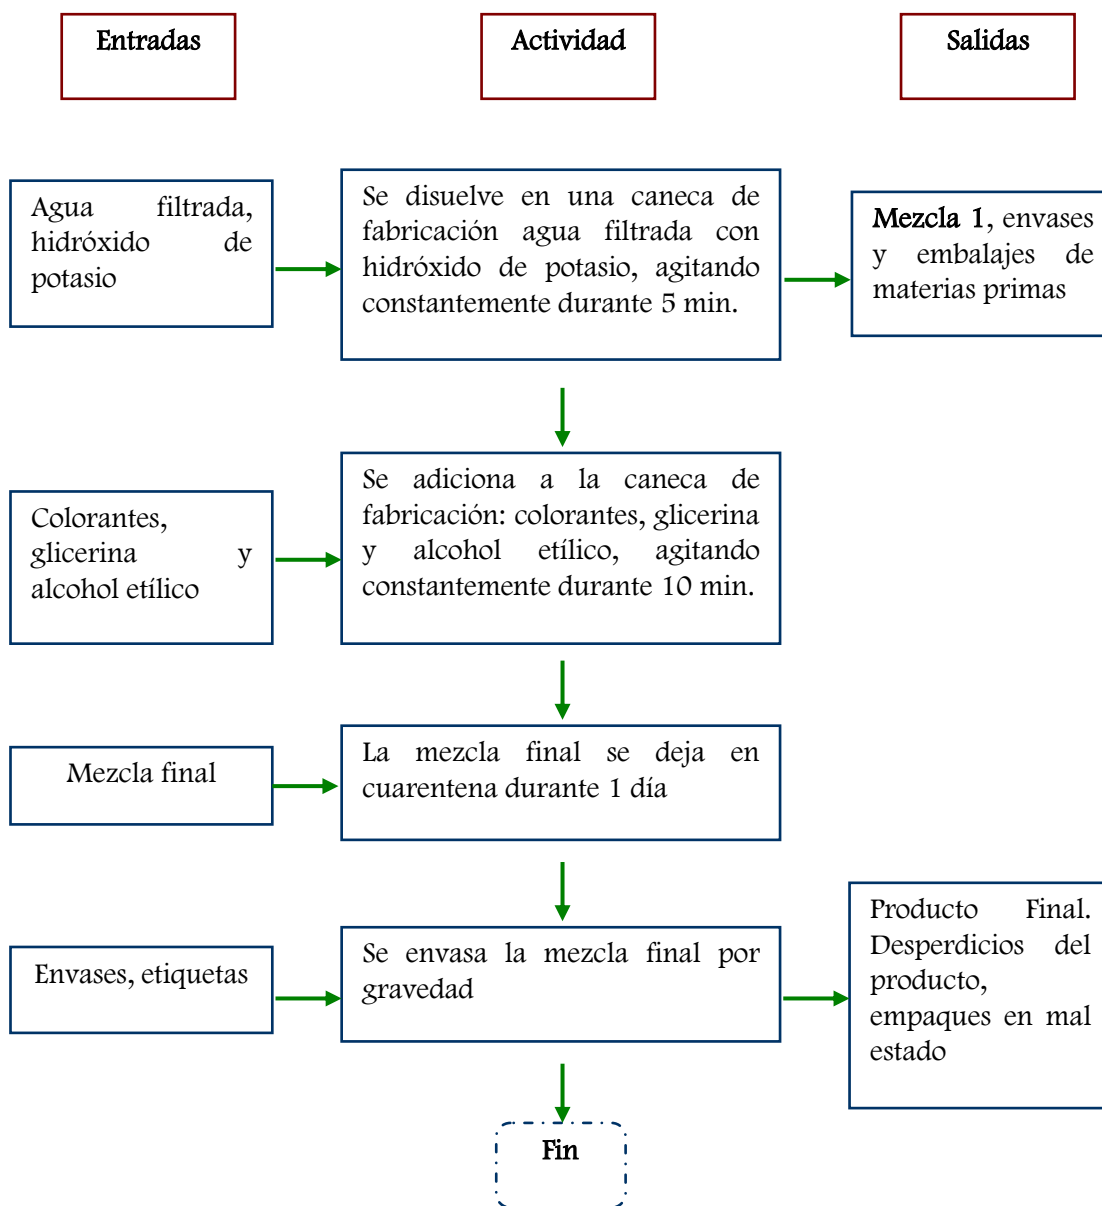 Entradas
Actividad
Salidas
Agua filtrada,
hidróxido de
potasio
Se disuelve en una caneca de
fabricación agua filtrada con
hidróxido de potasio, agitando
constantemente durante 5 min.
Mezcla 1, envases
y embalajes de
materias primas
Colorantes,
glicerina y
alcohol etílico
Se adiciona a la caneca de
fabricación: colorantes, glicerina
y alcohol etílico, agitando
constantemente durante 10 min.
Mezcla final
La mezcla final se deja en
cuarentena durante 1 día
Envases, etiquetas
Se envasa la mezcla final por
gravedad
Producto Final.
Desperdicios del
producto,
empaques en mal
estado
Fin